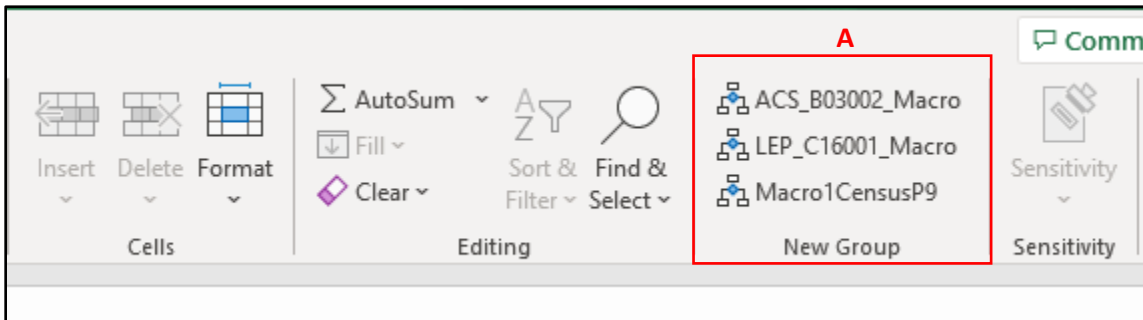 A
Comm
Insert
Delete
Format
Cells
AutoSum
Fill
Clear
A
Z
Sort &
Filter
Find &
Select
Editing
ACS_B03002_Macro
LEP_C16001_Macro
Macro1CensusP9
New Group
Sensitivity
Sensitivity